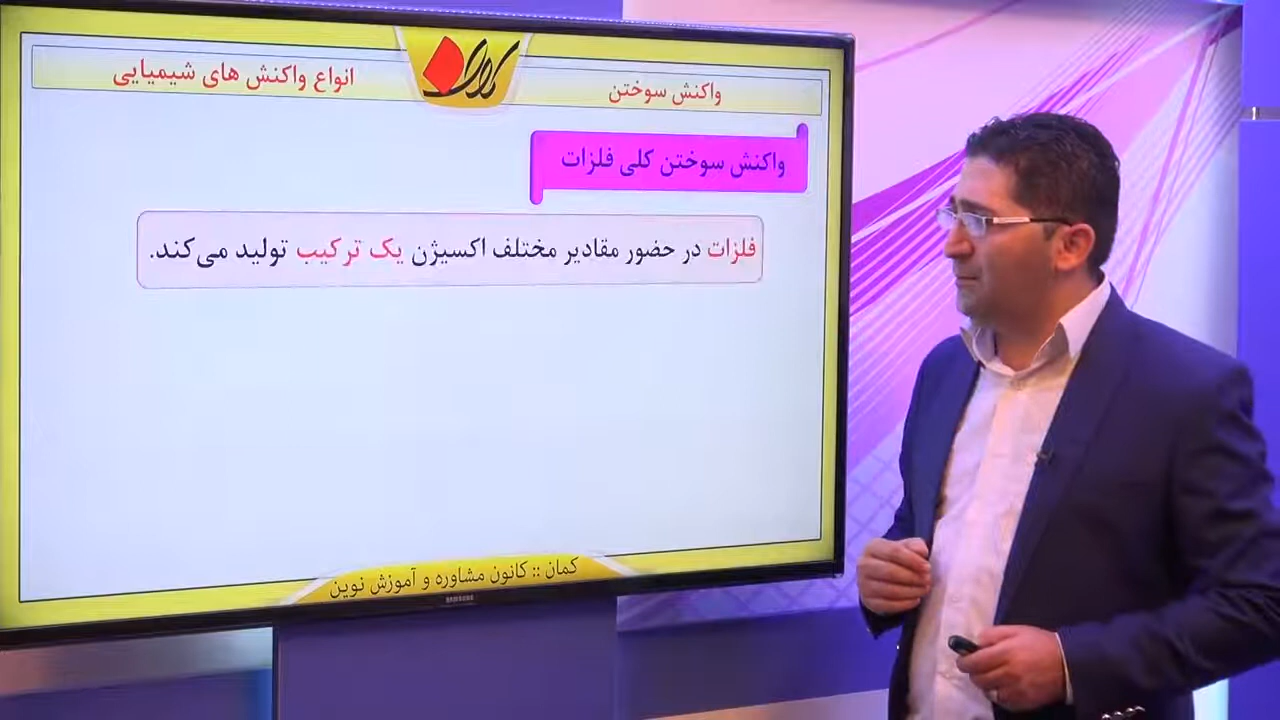 واکنش سوختن
انواع واکنش های شیمیایی
واکنش سوختن کلی فلزات
فلزات در حضور مقادیر مختلف اکسیژن یک ترکیب تولید می‌کند.
کمان :: کانون مشاوره و آموزش نوین
SAMSUNG